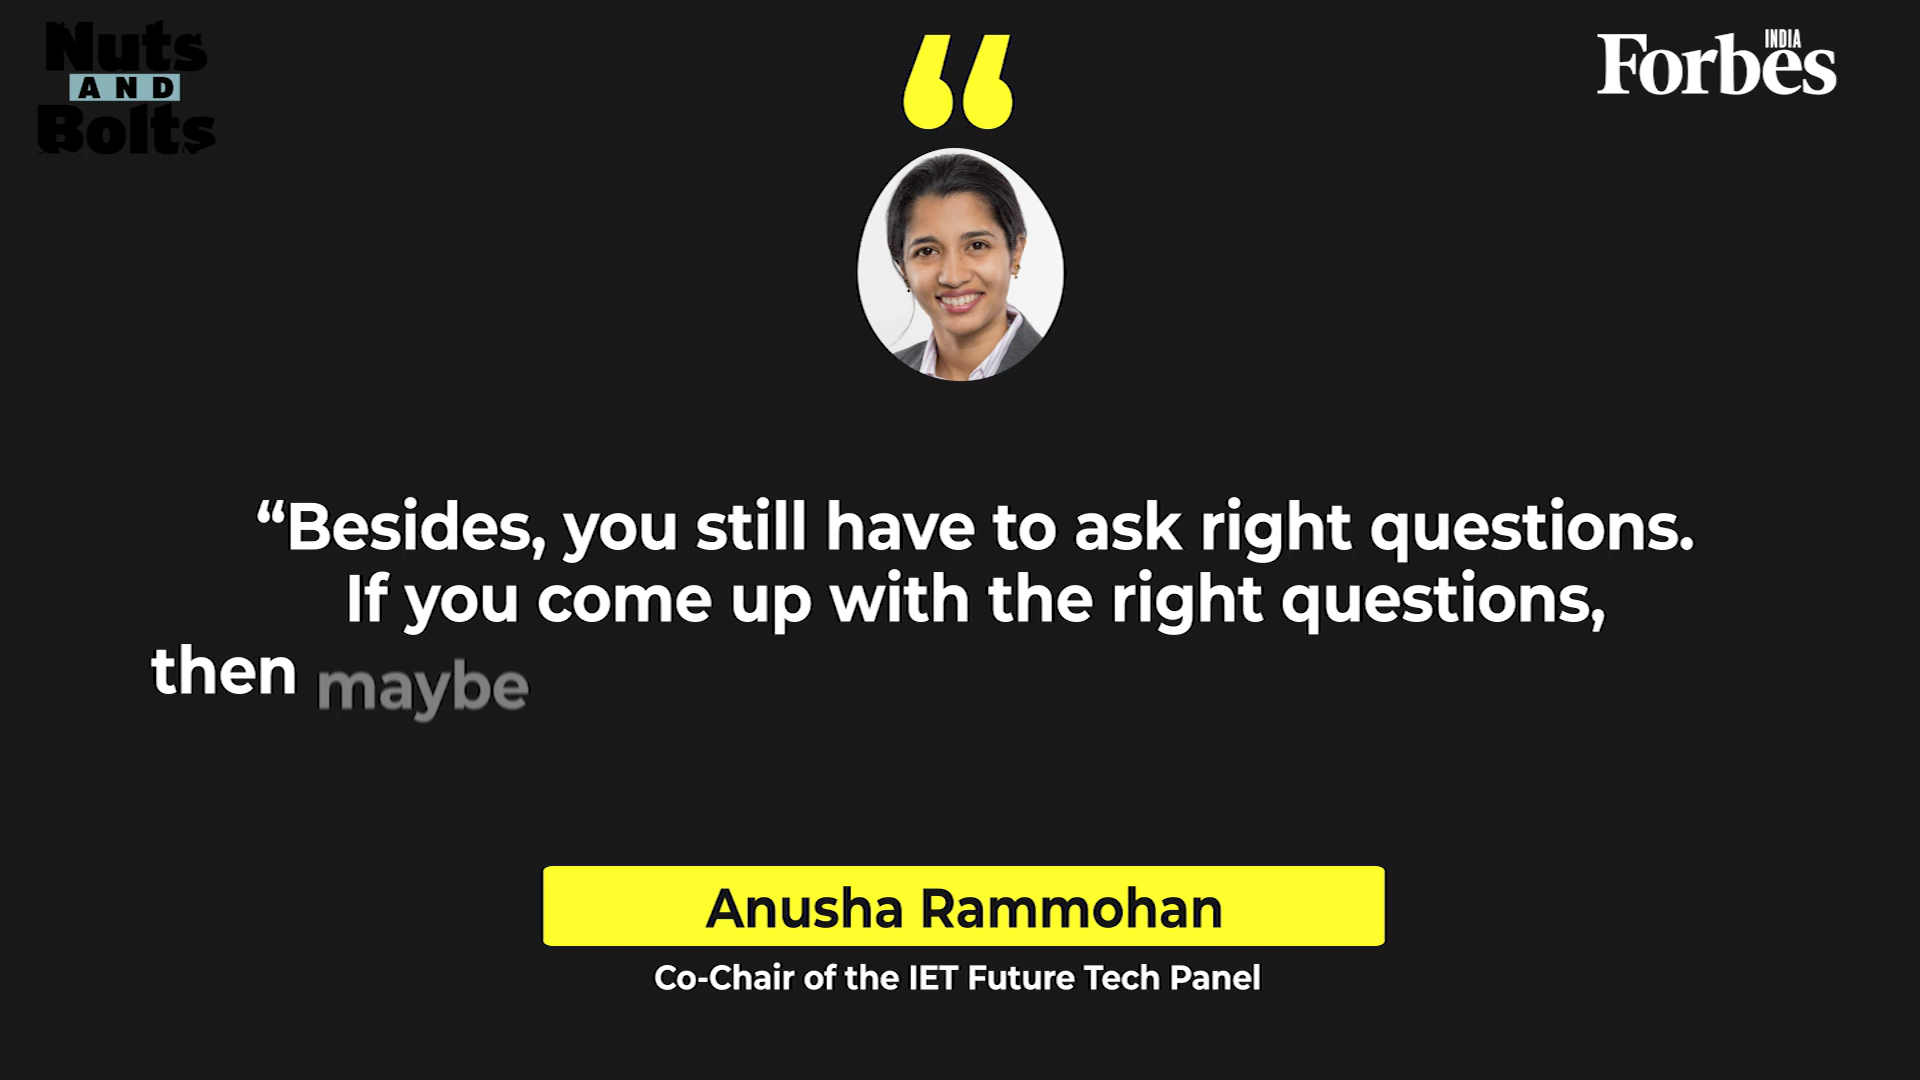 Nuts
AND
Bolts
Forbes
INDIA
“Besides, you still have to ask right questions.
If you come up with the right questions,
then maybe
Anusha Rammohan
Co-Chair of the IET Future Tech Panel